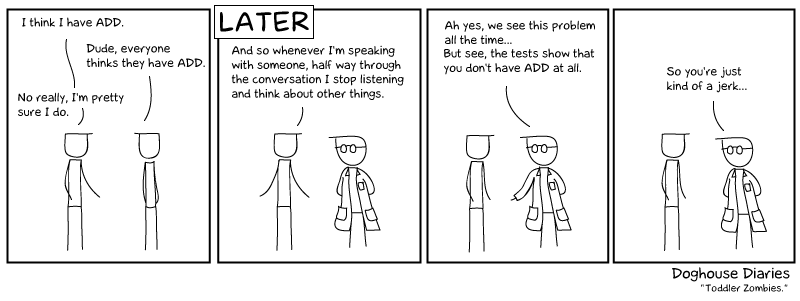 I think I have ADD.
Dude, everyone
thinks they have ADD.
No really, I'm pretty
sure I do.
LATER
And so whenever I'm speaking
with someone, half way through
the conversation I stop listening
and think about other things.
Ah yes, we see this problem
all the time...
But see, the tests show that
you don't have ADD at all.
So you're just
kind of a jerk...
Doghouse Diaries
"Toddler Zombies."